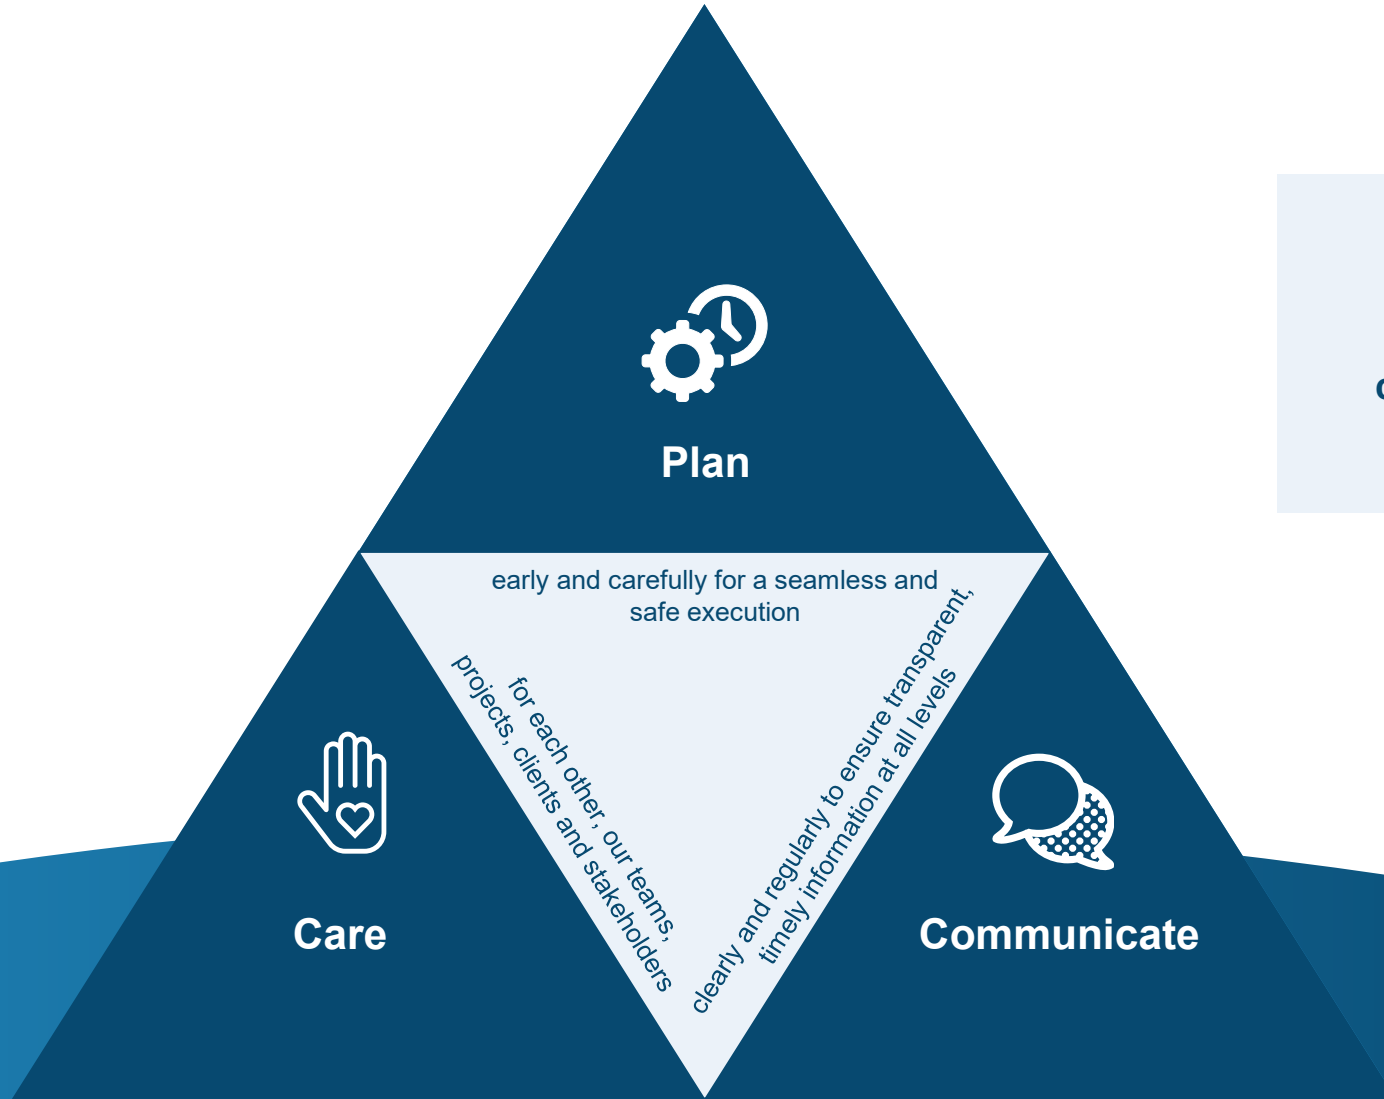 Plan
early and carefully for a seamless and
safe execution
Care
for each other, our teams,
projects, clients and stakeholders
Communicate
clearly and regularly to ensure transparent,
timely information at all levels